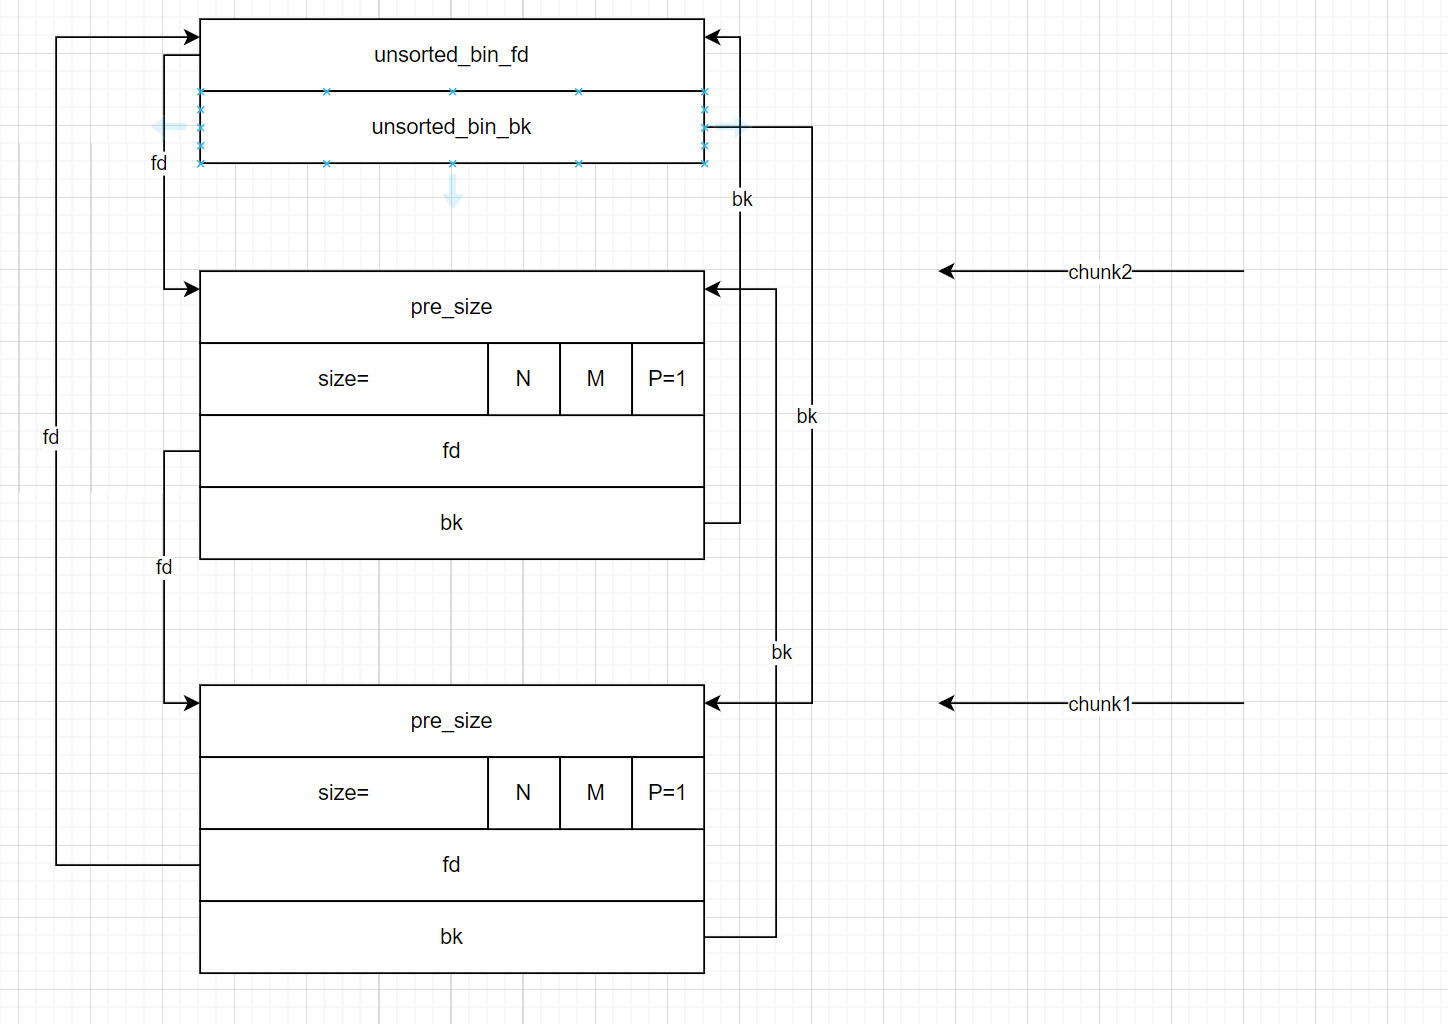 unsorted_bin_fd
unsorted_bin_bk
fd
bk
pre_size
chunk2
size= N M P=1
bk
fd
fd
bk
fd
bk
pre_size
chunk1
size= N M P=1
fd
bk